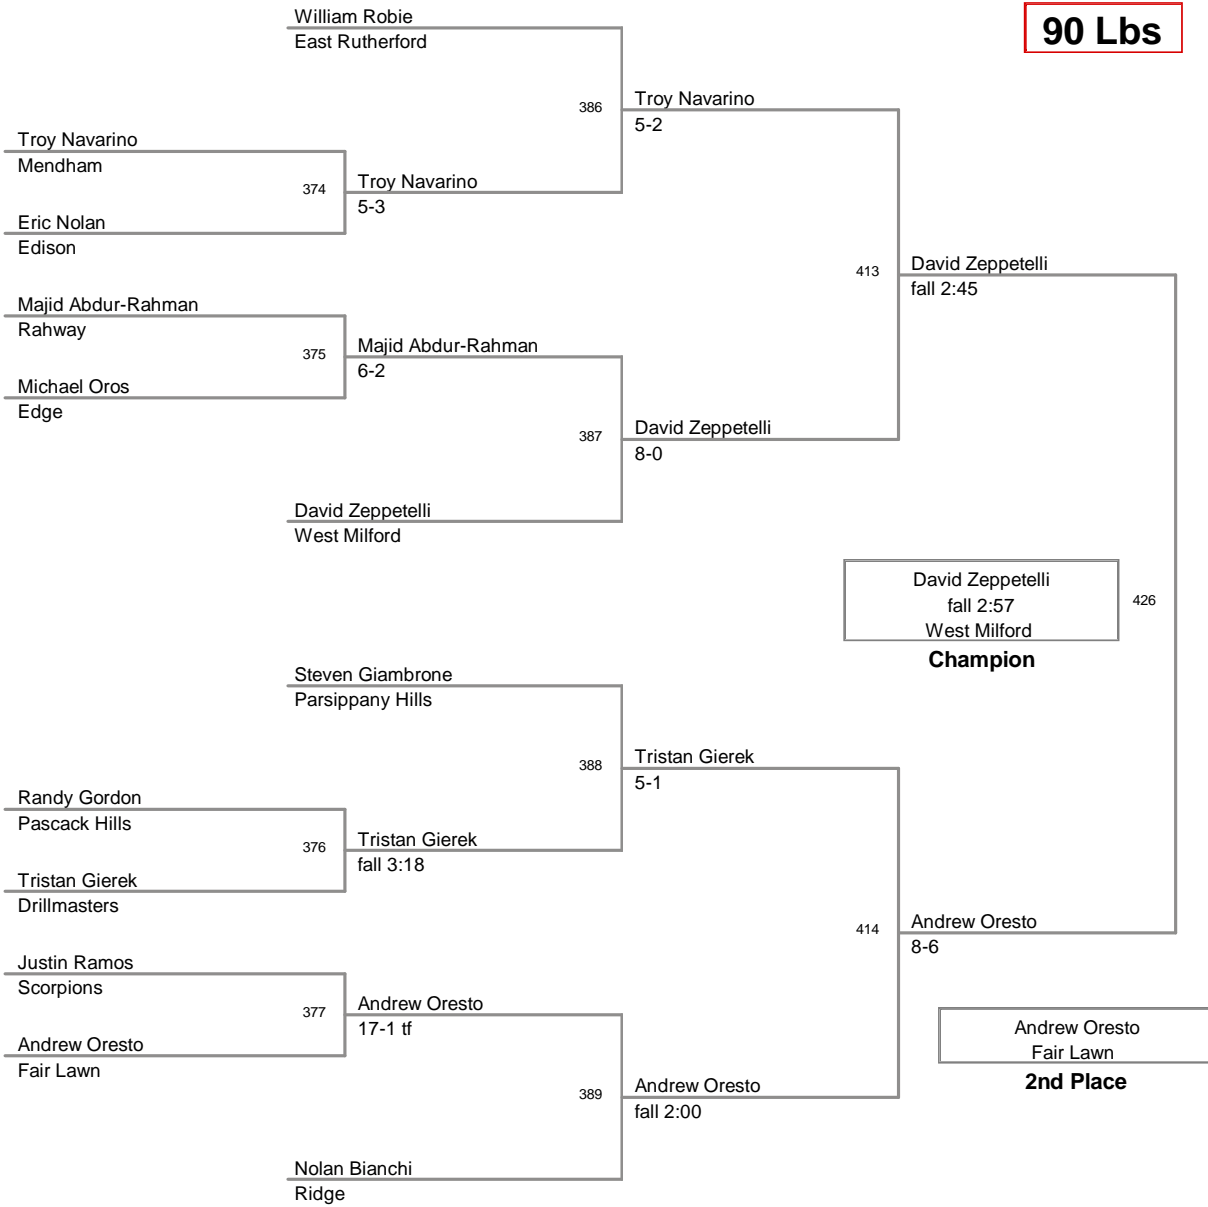 William Robie
East Rutherford
90 Lbs
386
Troy Navarino
5-2
Troy Navarino
Mendham
374
Troy Navarino
5-3
Eric Nolan
Edison
413
David Zeppetelli
fall 2:45
Majid Abdur-Rahman
Rahway
375
Majid Abdur-Rahman
6-2
Michael Oros
Edge
387
David Zeppetelli
8-0
David Zeppetelli
West Milford
David Zeppetelli
fall 2:57
West Milford
426
Champion
Steven Giambrone
Parsippany Hills
388
Tristan Gierek
5-1
Randy Gordon
Pascack Hills
376
Tristan Gierek
fall 3:18
Tristan Gierek
Drillmasters
414
Andrew Oresto
8-6
Justin Ramos
Scorpions
377
Andrew Oresto
17-1 tf
Andrew Oresto
Fair Lawn
Andrew Oresto
Fair Lawn
2nd Place
389
Andrew Oresto
fall 2:00
Nolan Bianchi
Ridge